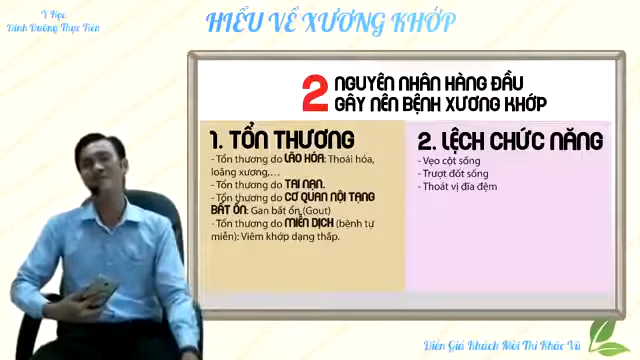 Y Học
Dinh Dưỡng Thực Tiễn
HIỂU VỀ XƯƠNG KHỚP
2 NGUYÊN NHÂN HÀNG ĐẦU
GÂY NÊN BỆNH XƯƠNG KHỚP
1. TỔN THƯƠNG
- Tổn thương do LÃO HÓA: Thoái hóa,
loãng xương,...
- Tổn thương do TAI NẠN.
- Tổn thương do CƠ QUAN NỘI TẠNG
BẤT ỔN: Gan bất ổn (Gout)
- Tổn thương do MIỄN DỊCH (bệnh tự
miễn): Viêm khớp dạng thấp.
2. LỆCH CHỨC NĂNG
- Vẹo cột sống
- Trượt đốt sống
- Thoát vị đĩa đệm
Diễn Giả Khách Mời Thi Khắc Vũ